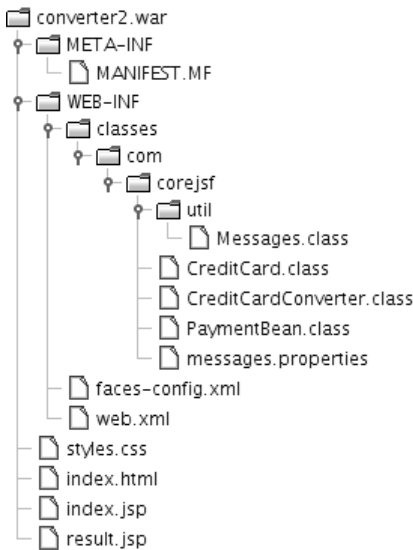 converter2.war
META-INF
MANIFEST.MF
WEB-INF
classes
com
corejsf
util
Messages.class
CreditCard.class
CreditCardConverter.class
PaymentBean.class
messages.properties
faces-config.xml
web.xml
styles.css
index.html
index.jsp
result.jsp